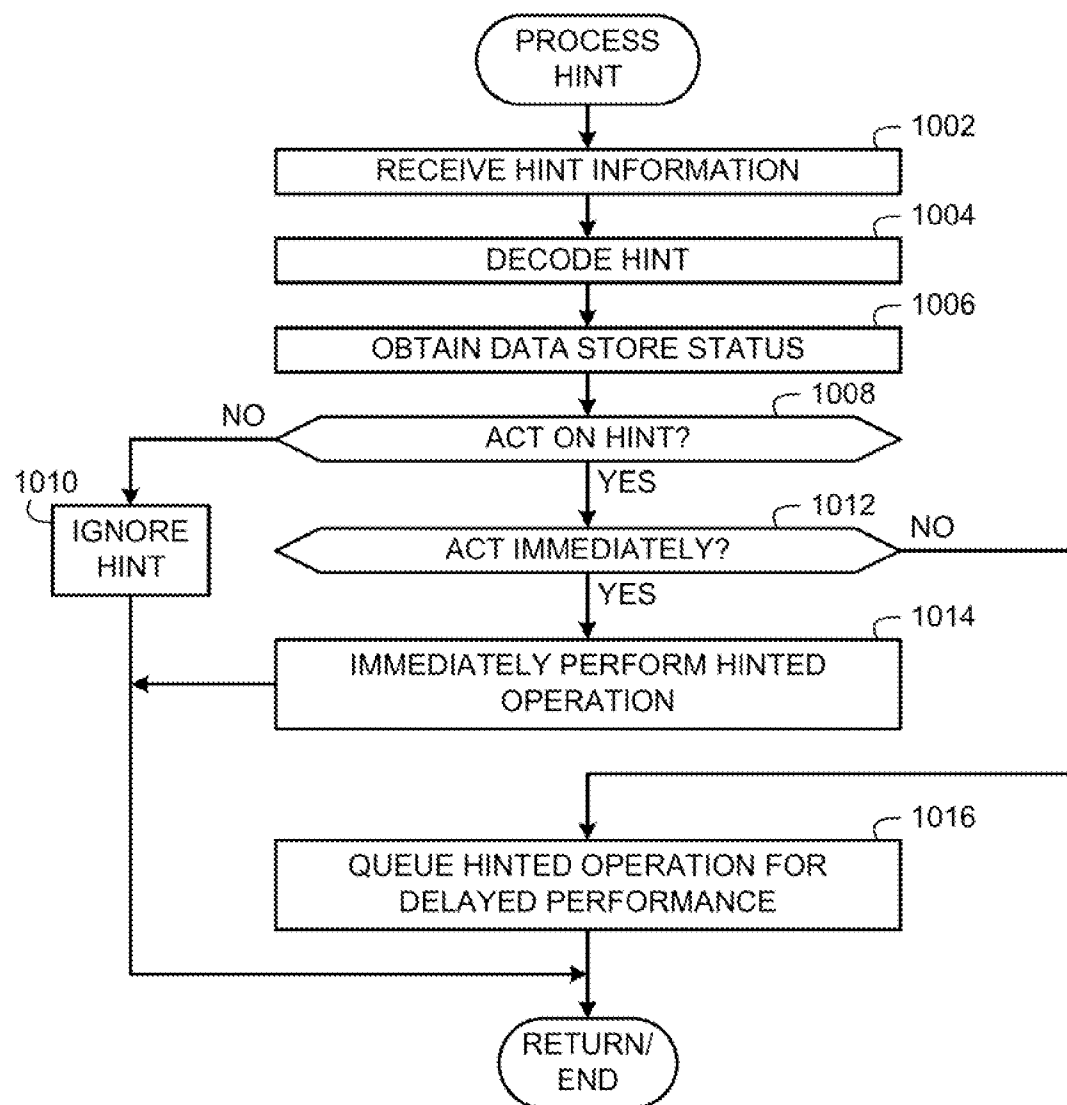 PROCESS
HINT
1002
RECEIVE HINT INFORMATION
1004
DECODE HINT
1006
OBTAIN DATA STORE STATUS
1008
NO
ACT ON HINT?
YES
1010
IGNORE
HINT
1012
NO
ACT IMMEDIATELY?
YES
1014
IMMEDIATELY PERFORM HINTED
OPERATION
1016
QUEUE HINTED OPERATION FOR
DELAYED PERFORMANCE
RETURN/
END